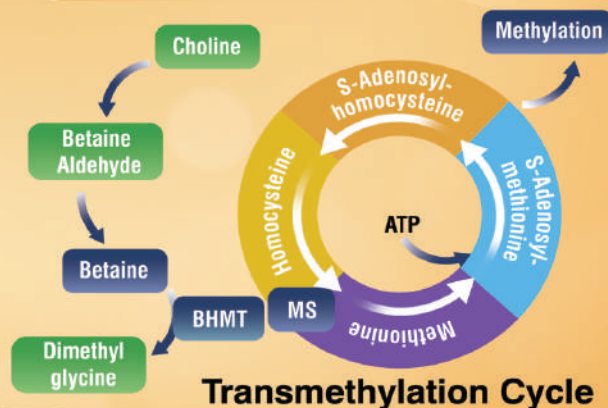 Choline
Methylation
S-Adenosyl-
homocysteine
Betaine
Aldehyde
Homocysteine
S-Adenosyl-
methionine
ATP
Betaine
BHMT
MS
Methionine
Dimethyl
glycine
Transmethylation Cycle